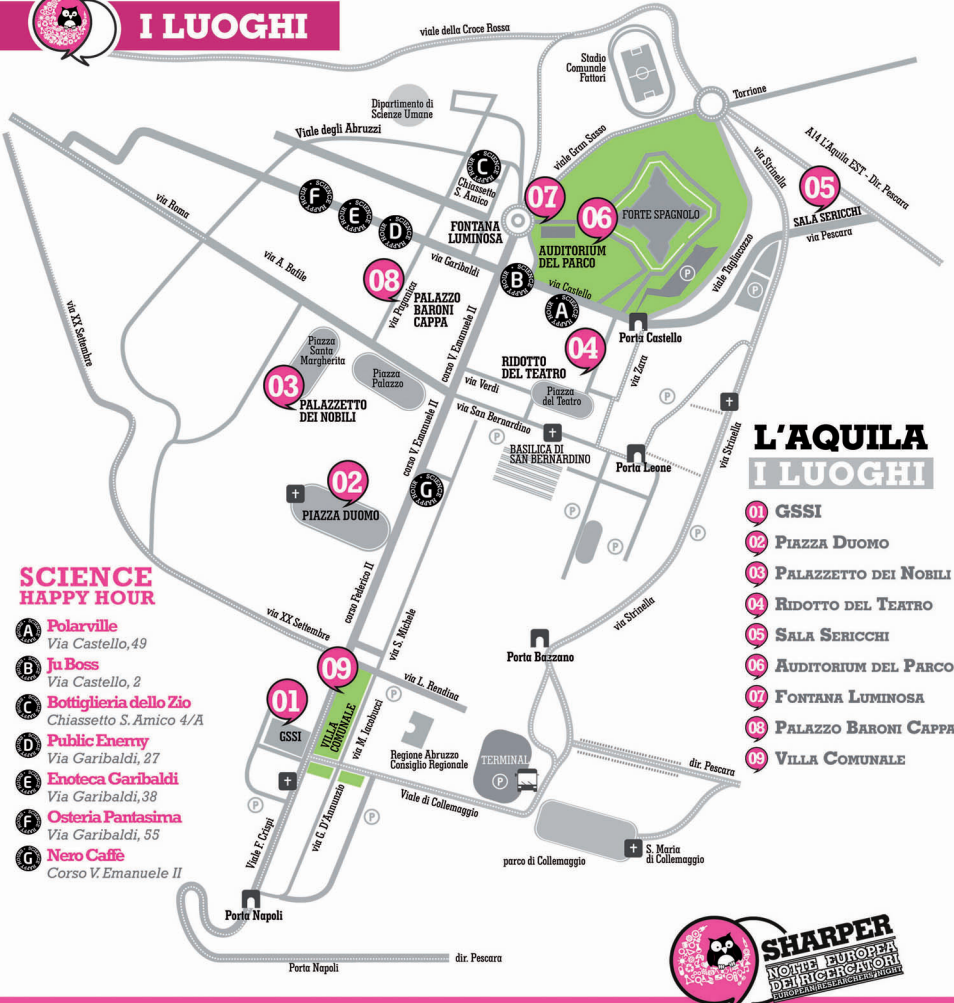 I LUOGHI
viale della Croce Rossa
Stadio
Comunale
Fattori
Torrione
Dipartimento di
Scienze Umane
Viale degli Abruzzi
viale Gran Sasso
via Strinella
A14 L'Aquila EST - Dir. Pescara
C
Chiassetto
S. Amico
05
SALA SERICCHI
via Pescara
F
E
D
07
06
FORTE SPAGNOLO
via Roma
FONTANA
LUMINOSA
AUDITORIUM
DEL PARCO
viale Tagliacozzo
via A. Bafile
via Garibaldi
P
08
PALAZZO
BARONI
CAPPA
via Paganica
B
via Castello
A
via XX Settembre
corso V. Emanuele II
Porta Castello
Piazza
Santa
Margherita
RIDOTTO
DEL TEATRO
04
Piazza
Palazzo
via Verdi
via Zara
03
PALAZZETTO
DEI NOBILI
Piazza
del Teatro
via San Bernardino
corso V. Emanuele II
P
BASILICA DI
SAN BERNARDINO
Porta Leone
P
via Strinella
L'AQUILA
I LUOGHI
02
PIAZZA DUOMO
G
P
P
P
01 GSSI
02 PIAZZA DUOMO
03 PALAZZETTO DEI NOBILI
04 RIDOTTO DEL TEATRO
05 SALA SERICCHI
06 AUDITORIUM DEL PARCO
07 FONTANA LUMINOSA
08 PALAZZO BARONI CAPPA
09 VILLA COMUNALE
SCIENCE
HAPPY HOUR
A Polarville
Via Castello,49
B Ju Boss
Via Castello, 2
C Bottiglieria dello Zio
Chiassetto S. Amico 4/A
D Public Enemy
Via Garibaldi, 27
E Enoteca Garibaldi
Via Garibaldi,38
F Osteria Pantasima
Via Garibaldi, 55
G Nero Caffè
Corso V. Emanuele II
corso Federico II
via XX Settembre
via S. Michele
via Strinella
Porta Bazzano
09
01
GSSI
VILLA
COMUNALE
P
via L. Rendina
via M. Iacobucci
Regione Abruzzo
Consiglio Regionale
TERMINAL
P
dir. Pescara
Viale di Collemaggio
P
P
Viale F. Crispi
via G. D'Annunzio
parco di Collemaggio
S. Maria
di Collemaggio
Porta Napoli
Porta Napoli
dir. Pescara
SHARPER
NOTTE EUROPEA
DEI RICERCATORI
EUROPEAN RESEARCHERS' NIGHT